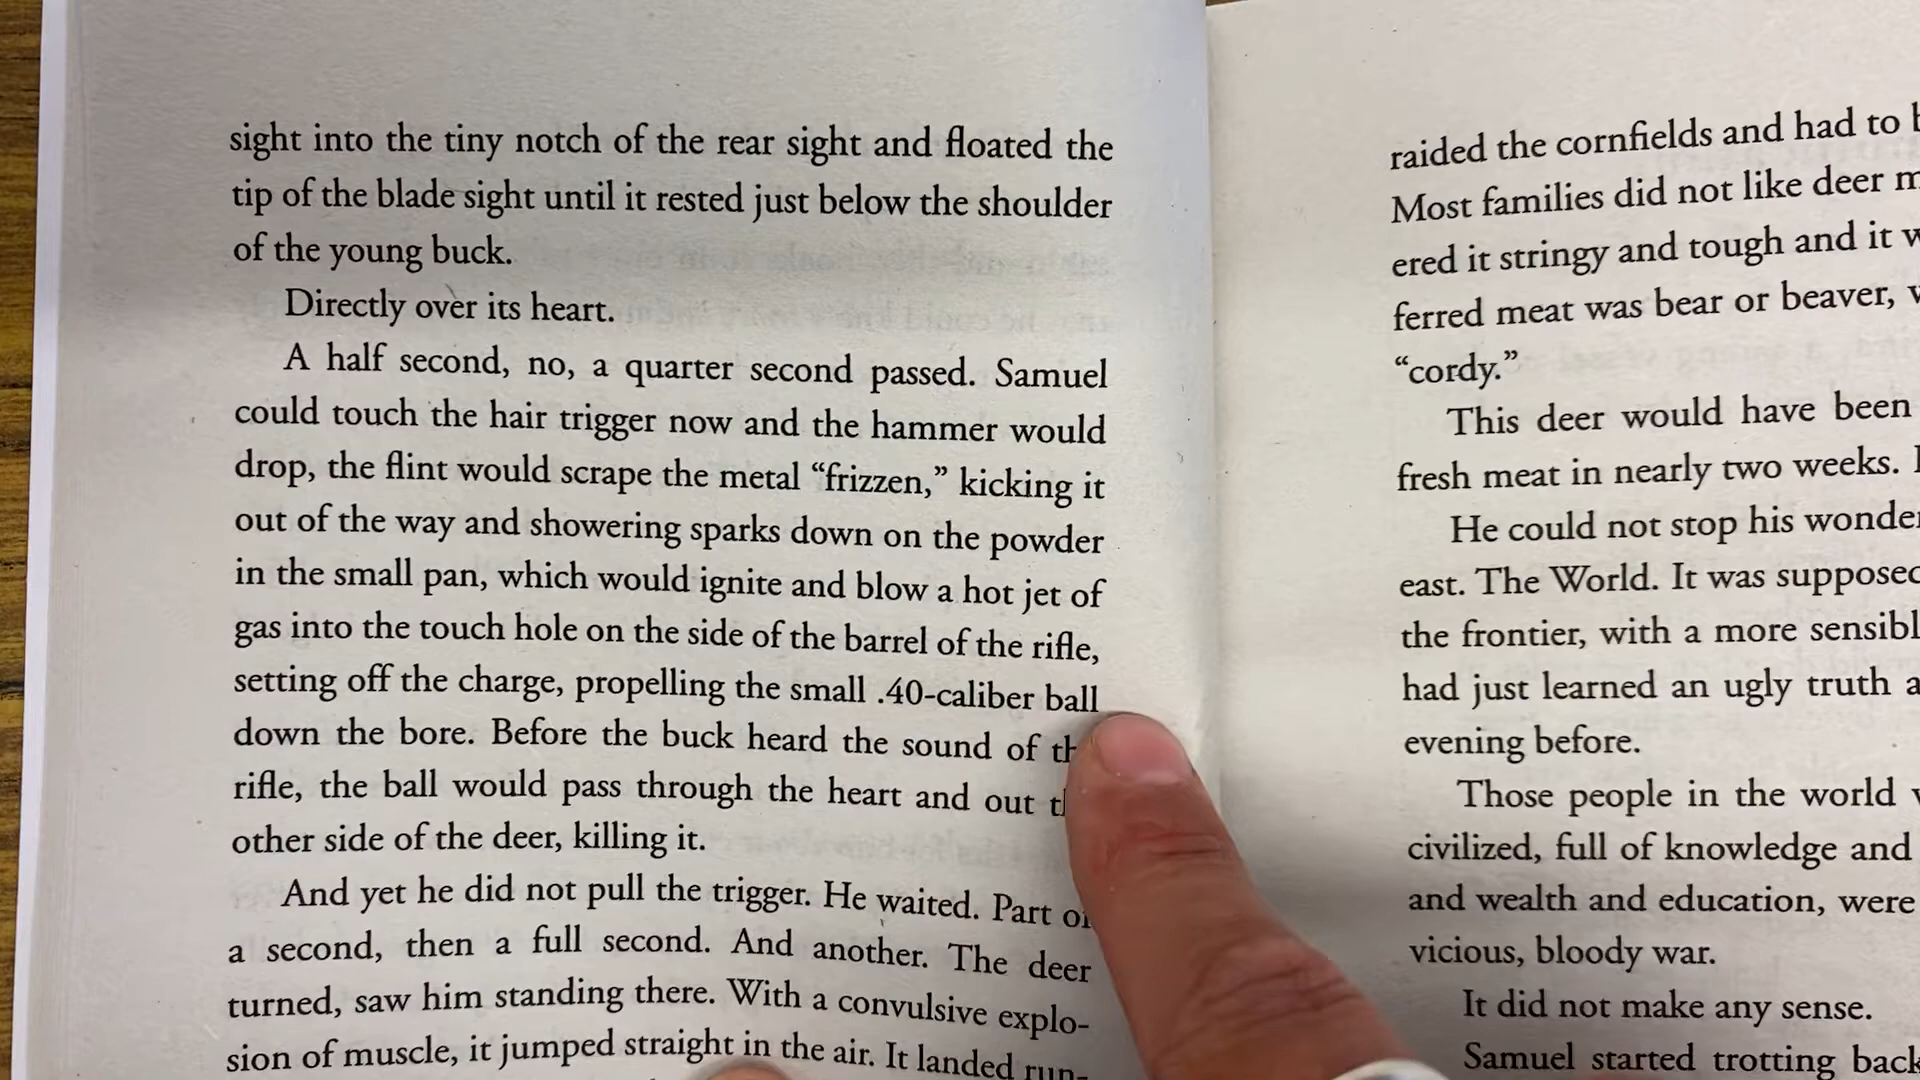 sight into the tiny notch of the rear sight and floated the
tip of the blade sight until it rested just below the shoulder
of the young buck.
Directly over its heart.
A half second, no, a quarter second passed. Samuel
could touch the hair trigger now and the hammer would
drop, the flint would scrape the metal “frizzen,” kicking it
out of the way and showering sparks down on the powder
in the small pan, which would ignite and blow a hot jet of
gas into the touch hole on the side of the barrel of the rifle,
setting off the charge, propelling the small .40-caliber ball
down the bore. Before the buck heard the sound of
rifle, the ball would pass through the heart and out
other side of the deer, killing it.
And yet he did not pull the trigger. He waited. Part of
a second, then a full second. And another. The deer
turned, saw him standing there. With a convulsive explo-
sion of muscle, it jumped straight in the air. It landed run-
raided the cornfields and had to
Most families did not like deer
ered it stringy and tough and it
ferred meat was bear or beaver,
“cordy.”
This deer would have been
fresh meat in nearly two weeks.
He could not stop his
east. The World. It was supposed
the frontier, with a more
had just learned an ugly truth
evening before.
Those people in the world
civilized, full of knowledge and
and wealth and education, were
vicious, bloody war.
It did not make any sense.
Samuel started trotting back